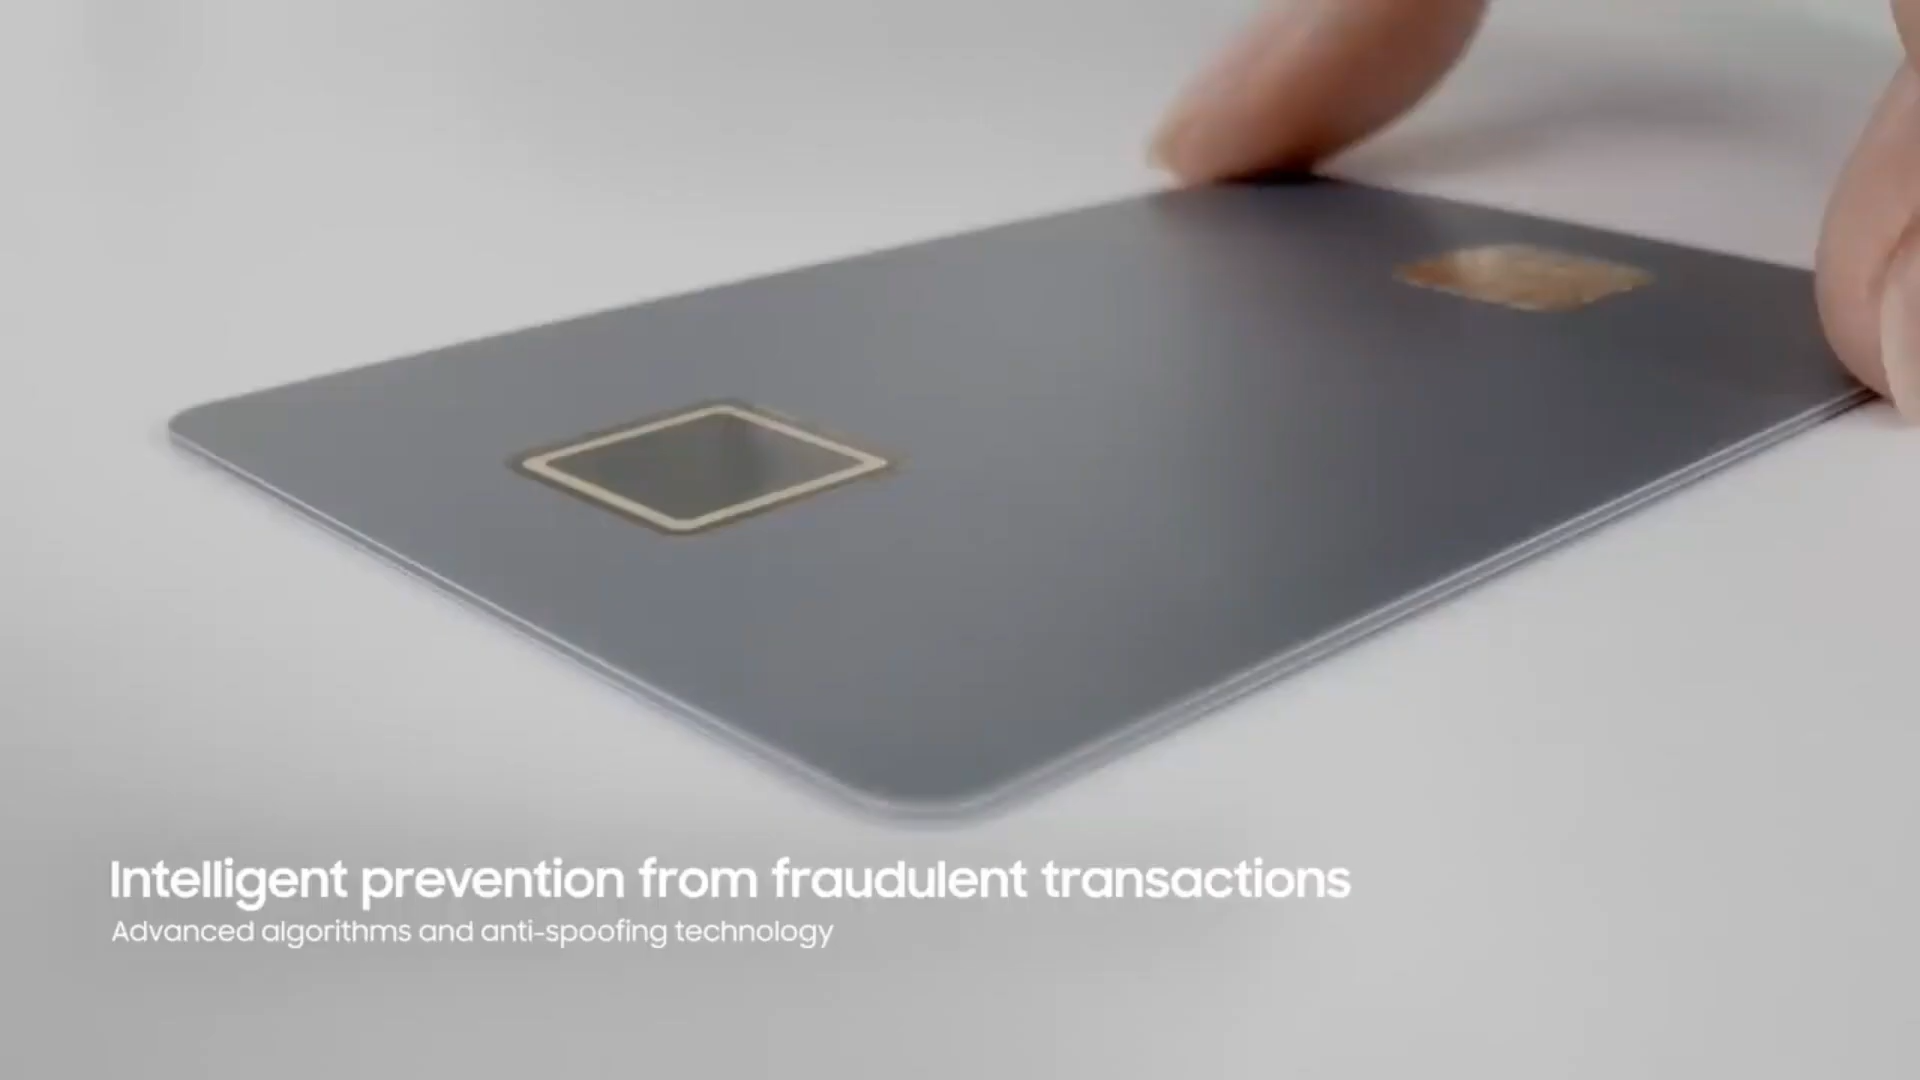 Intelligent prevention from fraudulent transactions
Advanced algorithms and anti-spoofing technology